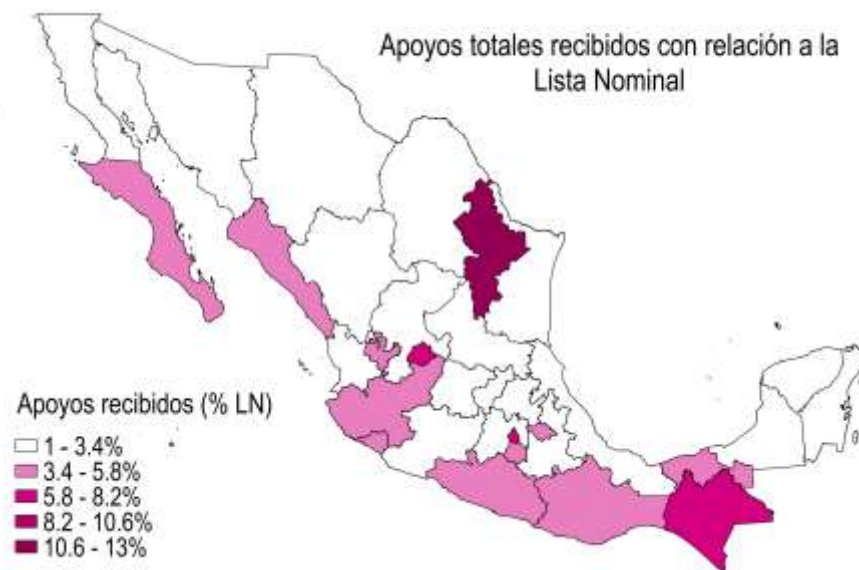 Apoyos totales recibidos con relación a la
Lista Nominal
Apoyos recibidos (% LN)
1 - 3.4%
3.4 - 5.8%
5.8 - 8.2%
8.2 - 10.6%
10.6 - 13%